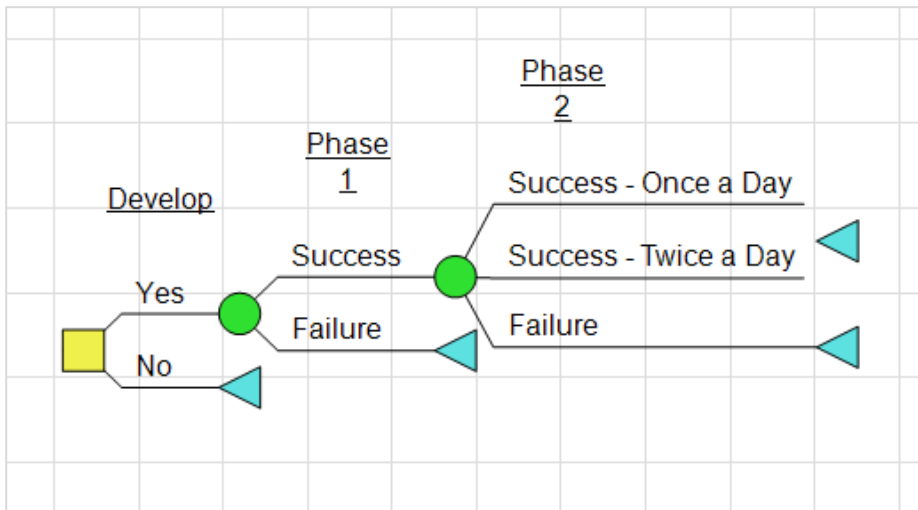 Phase
2
Phase
1
Success - Once a Day
Develop
Success
Success - Twice a Day
Yes
Failure
Failure
No